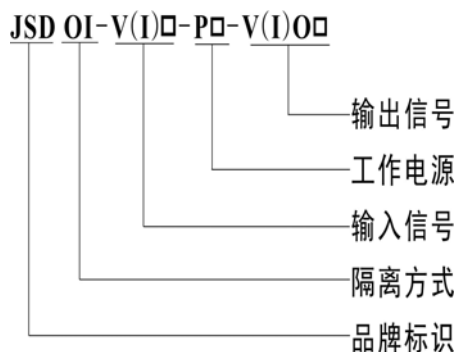 JSD OI-V(I)□-P□-V(I)O□
输出信号
工作电源
输入信号
隔离方式
品牌标识